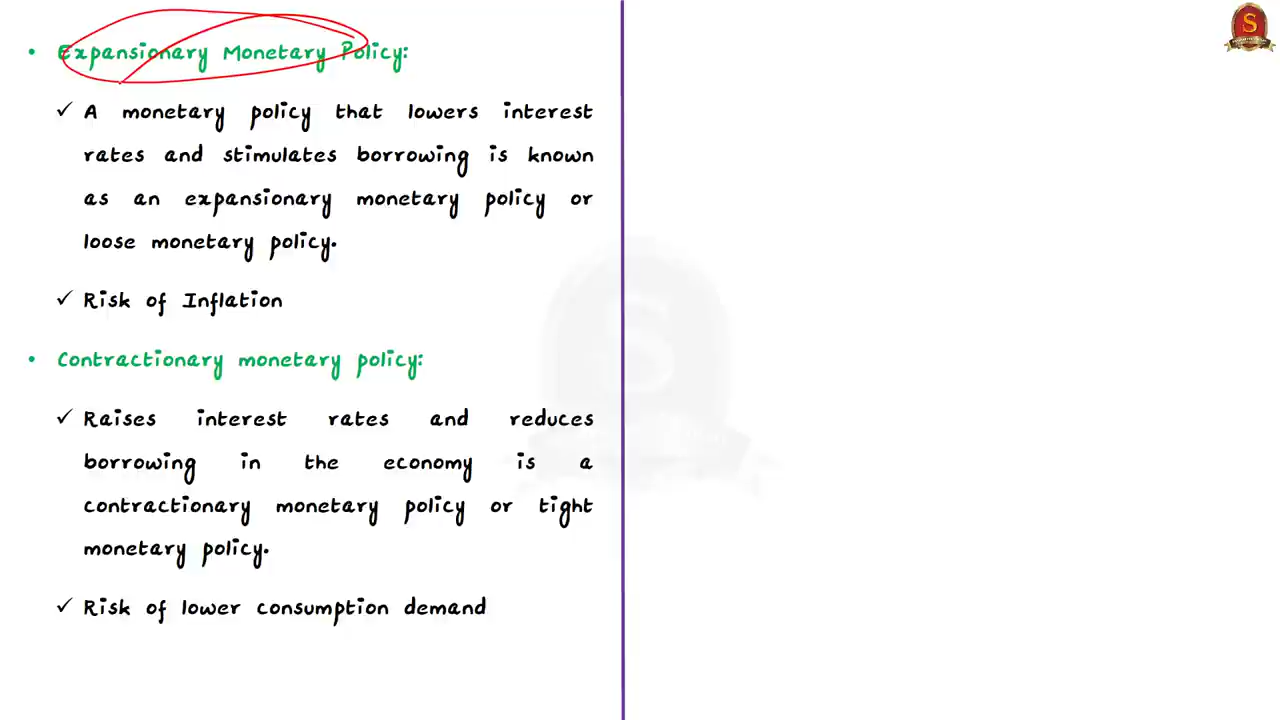 • Expansionary Monetary Policy:
✓ A monetary policy that lowers interest
rates and stimulates borrowing is known
as an expansionary monetary policy or
loose monetary policy.
✓ Risk of Inflation
• Contractionary monetary policy:
✓ Raises interest rates and reduces
borrowing in the economy is a
contractionary monetary policy or tight
monetary policy.
✓ Risk of lower consumption demand
S
S